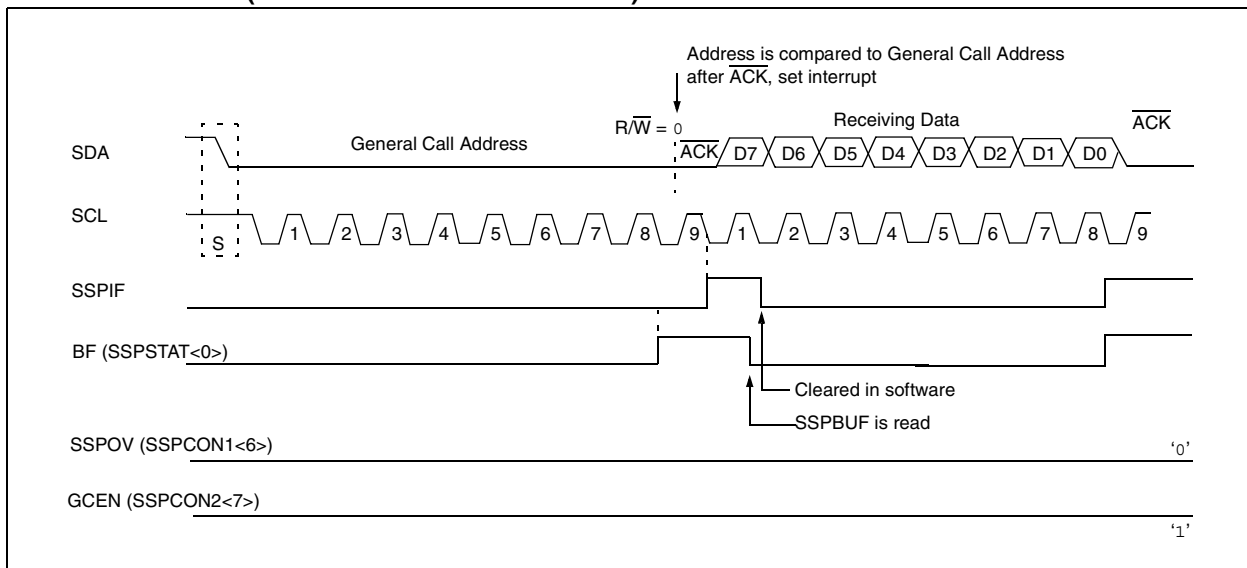 Address is compared to General Call Address
after ACK, set interrupt
R/W = 0
Receiving Data
ACK
SDA
General Call Address
ACK D7 D6 D5 D4 D3 D2 D1 D0
SCL
S
1 2 3 4 5 6 7 8 9 1 2 3 4 5 6 7 8 9
SSPIF
BF (SSPSTAT<0>)
Cleared in software
SSPBUF is read
SSPOV (SSPCON1<6>)
‘0’
GCEN (SSPCON2<7>)
‘1’